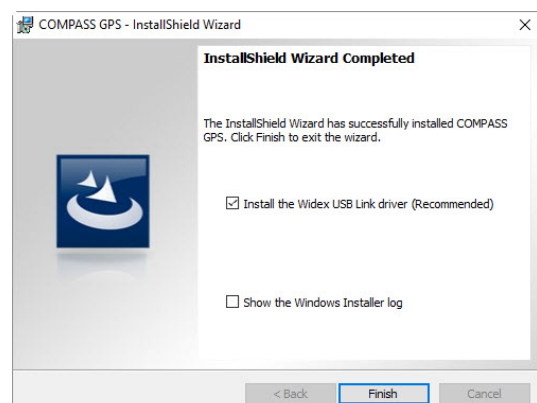 COMPASS GPS - InstallShield Wizard
InstallShield Wizard Completed
The InstallShield Wizard has successfully installed COMPASS
GPS. Click Finish to exit the wizard.
Install the Widex USB Link driver (Recommended)
Show the Windows Installer log
< Back
Finish
Cancel